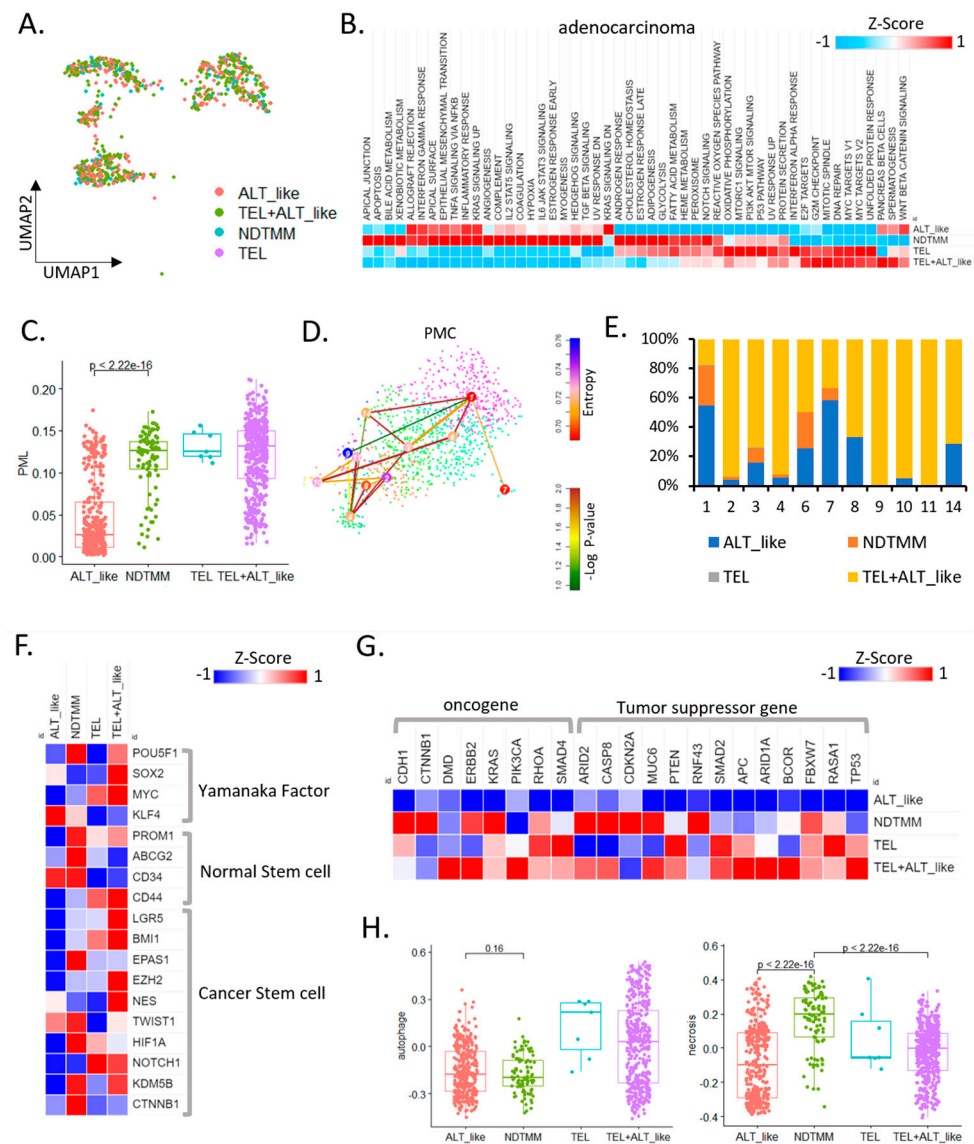 A.
UMAP2
UMAP1
ALT_like
TEL+ALT_like
NDTMM
TEL
B.
adenocarcinoma
Z-Score
-1
1
APICAL JUNCTION
APOPTOSIS
BILE ACID METABOLISM
XENOBIOTIC METABOLISM
ALLOGRAFT REJECTION
INTERFERON GAMMA RESPONSE
APICAL SURFACE
EPITHELIAL MESENCHYMAL TRANSITION
TNFA SIGNALING VIA NFKB
INFLAMMATORY RESPONSE
KRAS SIGNALING UP
ANGIOGENESIS
COMPLEMENT
IL2 STAT5 SIGNALING
COAGULATION
HYPOXIA
IL6 JAK STAT3 SIGNALING
ESTROGEN RESPONSE EARLY
MYOGENESIS
HEDGEHOG SIGNALING
TGF BETA SIGNALING
UV RESPONSE DN
KRAS SIGNALING DN
ANDROGEN RESPONSE
CHOLESTEROL HOMEOSTASIS
ESTROGEN RESPONSE LATE
ADIPOGENESIS
GLYCOLYSIS
FATTY ACID METABOLISM
HEME METABOLISM
PEROXISOME
NOTCH SIGNALING
REACTIVE OXYGEN SPECIES PATHWAY
OXIDATIVE PHOSPHORYLATION
MTORC1 SIGNALING
PI3K AKT MTOR SIGNALING
P53 PATHWAY
UV RESPONSE UP
PROTEIN SECRETION
INTERFERON ALPHA RESPONSE
E2F TARGETS
G2M CHECKPOINT
MITOTIC SPINDLE
DNA REPAIR
MYC TARGETS V1
MYC TARGETS V2
UNFOLDED PROTEIN RESPONSE
PANCREAS BETA CELLS
SPERMATOGENESIS
WNT BETA CATENIN SIGNALING
id
ALT_like
NDTMM
TEL
TEL+ALT_like
C.
p < 2.22e-16
PML
0.20
0.15
0.10
0.05
0.00
ALT_like
NDTMM
TEL
TEL+ALT_like
D.
PMC
0.76
0.74
0.72
0.70
Entropy
2.0
1.8
1.6
1.4
1.2
1.0
-Log P-value
E.
100%
80%
60%
40%
20%
0%
1 2 3 4 6 7 8 9 10 11 14
ALT_like
NDTMM
TEL
TEL+ALT_like
F.
Z-Score
-1
1
id
ALT_like
NDTMM
TEL
TEL+ALT_like
id
POU5F1
SOX2
MYC
KLF4
Yamanaka Factor
PROM1
ABCG2
CD34
CD44
Normal Stem cell
LGR5
BMI1
EPAS1
EZH2
NES
TWIST1
HIF1A
NOTCH1
KDM5B
CTNNB1
Cancer Stem cell
G.
Z-Score
-1
1
oncogene
Tumor suppressor gene
id
CDH1
CTNNB1
DMD
ERBB2
KRAS
PIK3CA
RHOA
SMAD4
ARID2
CASP8
CDKN2A
MUC6
PTEN
RNF43
SMAD2
APC
ARID1A
BCOR
FBXW7
RASA1
TP53
id
ALT_like
NDTMM
TEL
TEL+ALT_like
H.
0.16
autophage
0.6
0.3
0.0
-0.3
ALT_like
NDTMM
TEL
TEL+ALT_like
p < 2.22e-16
p < 2.22e-16
necrosis
0.6
0.4
0.2
0.0
-0.2
-0.4
ALT_like
NDTMM
TEL
TEL+ALT_like